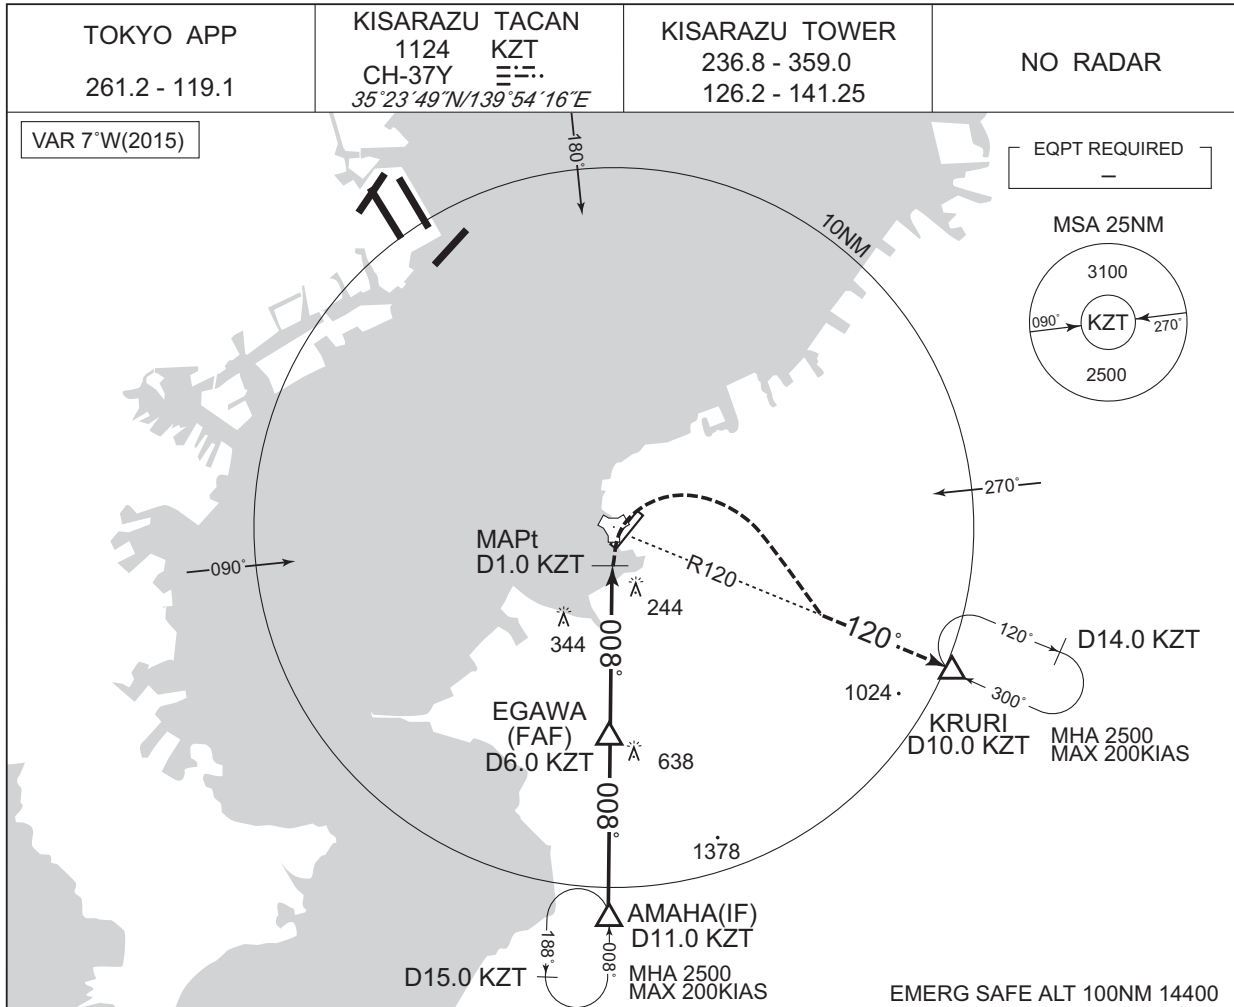 TOKYO APP
261.2 - 119.1
KISARAZU TACAN
1124 KZT
CH-37Y
35°23´49˝N/139°54´16˝E
KISARAZU TOWER
236.8 - 359.0
126.2 - 141.25
NO RADAR
VAR 7°W(2015)
EQPT REQUIRED
–
MSA 25NM
3100
090°
KZT
270°
2500
180°
10NM
270°
090°
MAPt
D1.0 KZT
244
344
R120
120°
120°
D14.0 KZT
300°
1024
KRURI
D10.0 KZT
MHA 2500
MAX 200KIAS
008°
EGAWA
(FAF)
D6.0 KZT
638
008°
1378
AMAHA(IF)
D11.0 KZT
188°
008°
D15.0 KZT
MHA 2500
MAX 200KIAS
EMERG SAFE ALT 100NM 14400